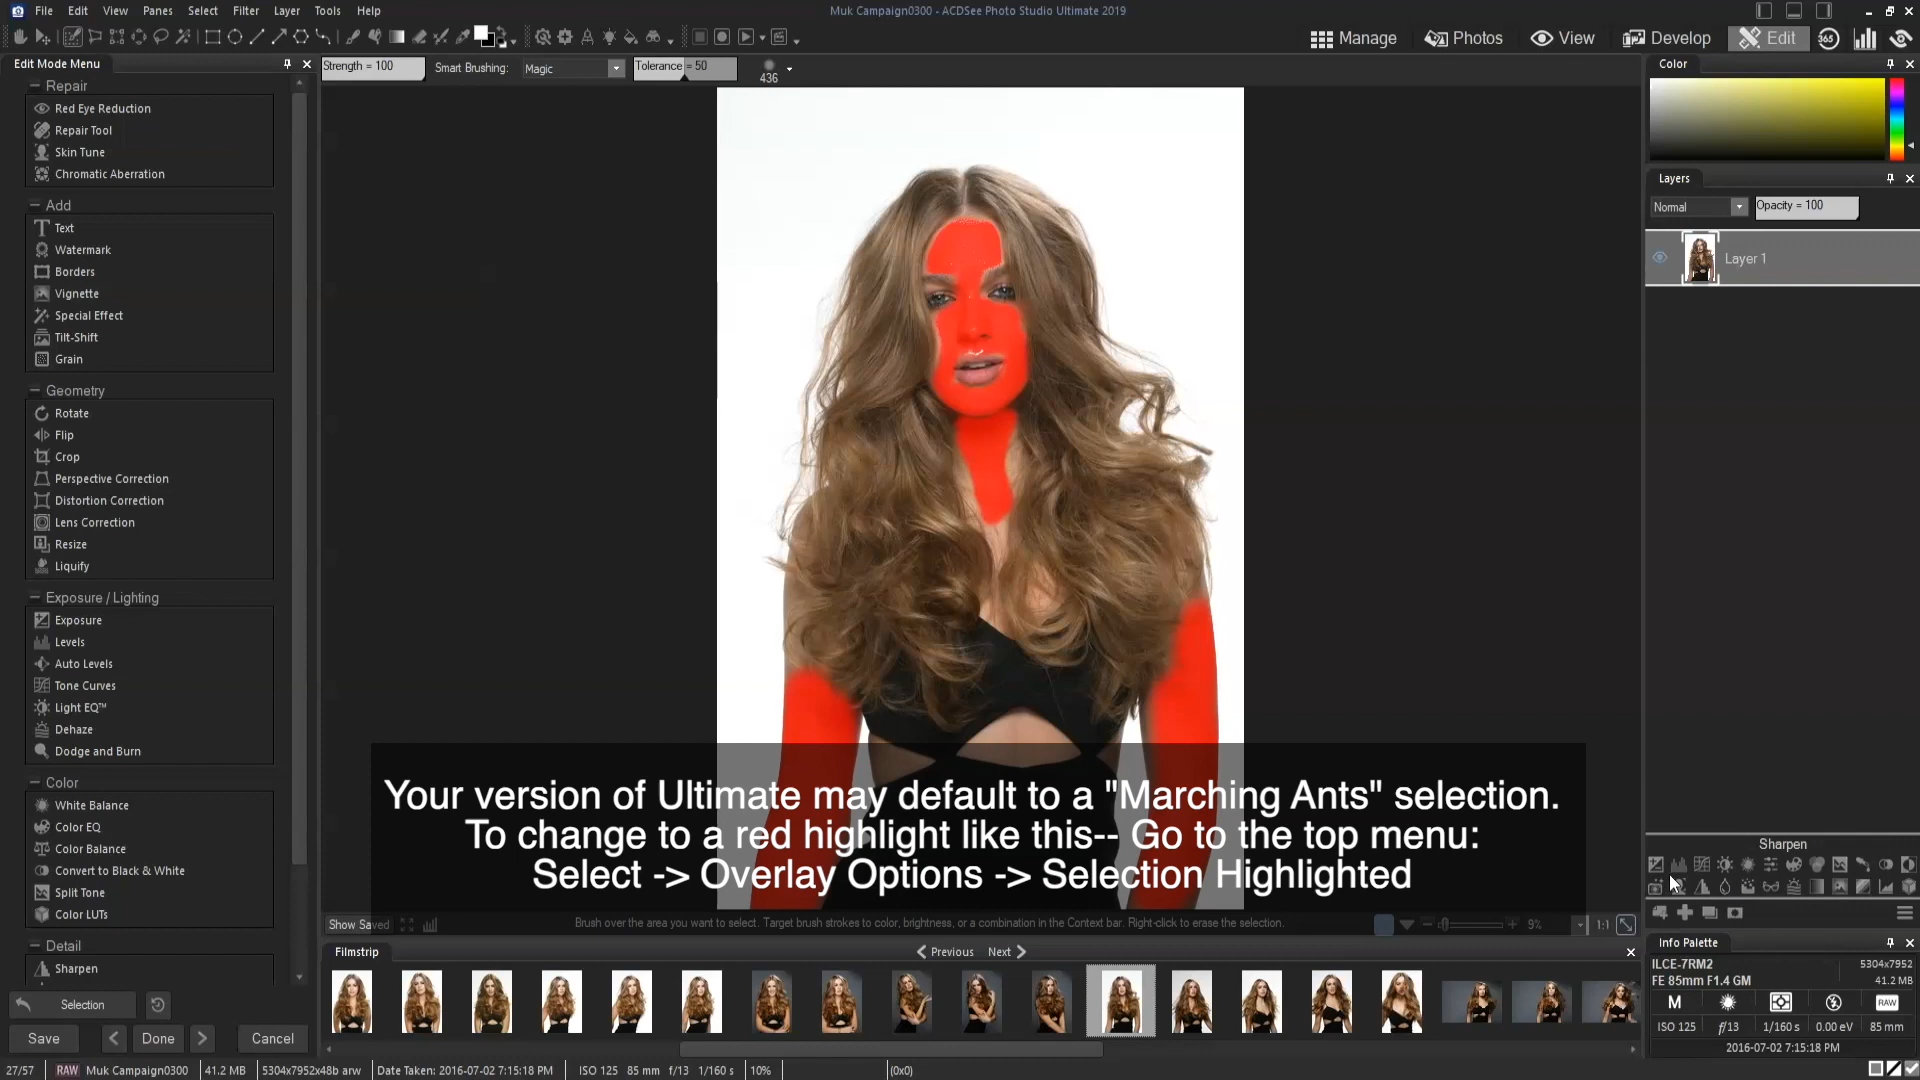 File Edit View Panes Select Filter Layer Tools Help
Muk Campaign0300 - ACDSee Photo Studio Ultimate 2019
Manage Photos View Develop Edit 365
Edit Mode Menu
Strength = 100 Smart Brushing: Magic Tolerance = 50 436
Repair
Red Eye Reduction
Repair Tool
Skin Tune
Chromatic Aberration
Add
Text
Watermark
Borders
Vignette
Special Effect
Tilt-Shift
Grain
Geometry
Rotate
Flip
Crop
Perspective Correction
Distortion Correction
Lens Correction
Resize
Liquify
Exposure / Lighting
Exposure
Levels
Auto Levels
Tone Curves
Light EQ™
Dehaze
Dodge and Burn
Color
White Balance
Color EQ
Color Balance
Convert to Black & White
Split Tone
Color LUTs
Detail
Sharpen
Selection
Save Done Cancel
Your version of Ultimate may default to a "Marching Ants" selection.
To change to a red highlight like this-- Go to the top menu:
Select -> Overlay Options -> Selection Highlighted
Show Saved
Brush over the area you want to select. Target brush strokes to color, brightness, or a combination in the Context bar. Right-click to erase the selection.
9% 1:1
Filmstrip Previous Next
Color
Layers
Normal Opacity = 100
Layer 1
Sharpen
Info Palette
ILCE-7RM2 5304x7952
FE 85mm F1.4 GM 41.2 MB
M RAW
ISO 125 f/13 1/160 s 0.00 eV 85 mm
2016-07-02 7:15:18 PM
27/57 RAW Muk Campaign0300 41.2 MB 5304x7952x48b arw Date Taken: 2016-07-02 7:15:18 PM ISO 125 85 mm f/13 1/160 s 10% (0x0)